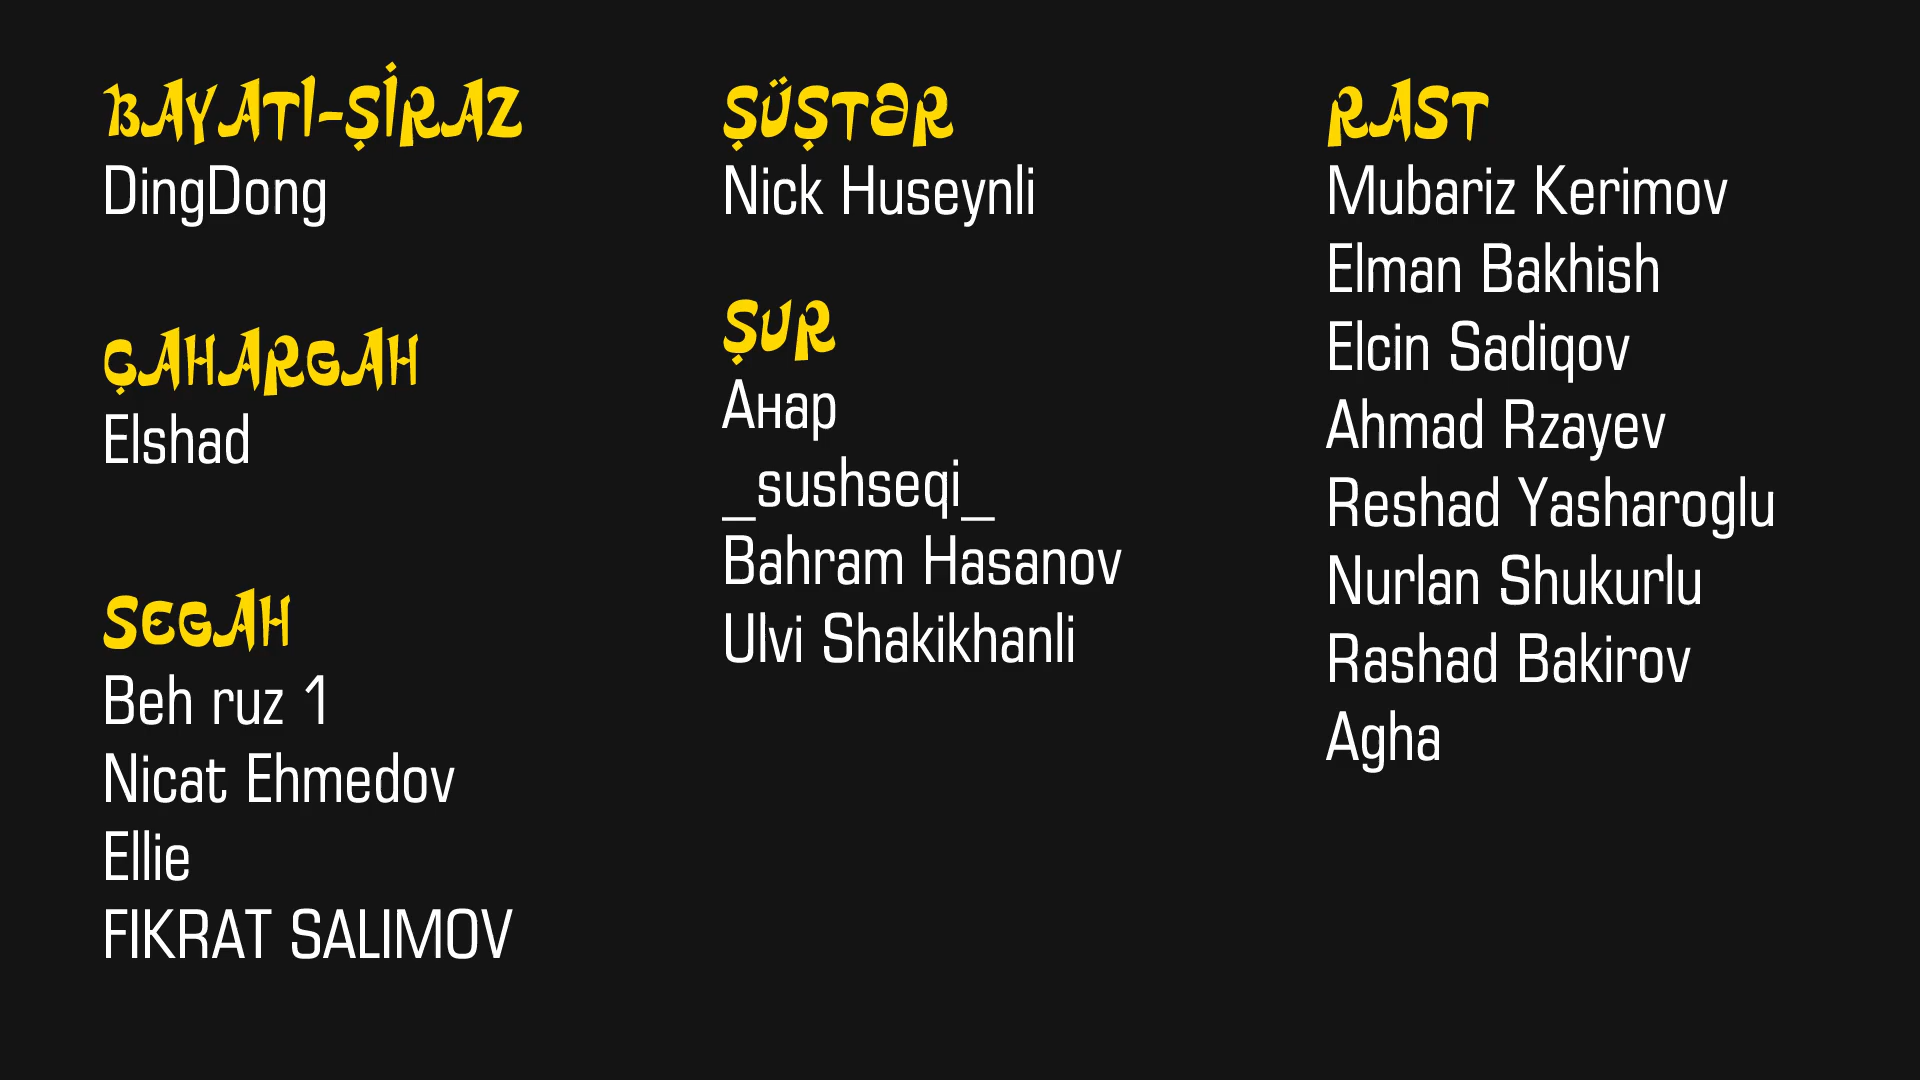 BAYATI-ŞİRAZ
DingDong
ÇAHARGAH
Elshad
SEGAH
Beh ruz 1
Nicat Ehmedov
Ellie
FIKRAT SALIMOV
ŞÜŞTƏR
Nick Huseynli
ŞUR
Анар
_sushseqi_
Bahram Hasanov
Ulvi Shakikhanli
RAST
Mubariz Kerimov
Elman Bakhish
Elcin Sadiqov
Ahmad Rzayev
Reshad Yasharoglu
Nurlan Shukurlu
Rashad Bakirov
Agha